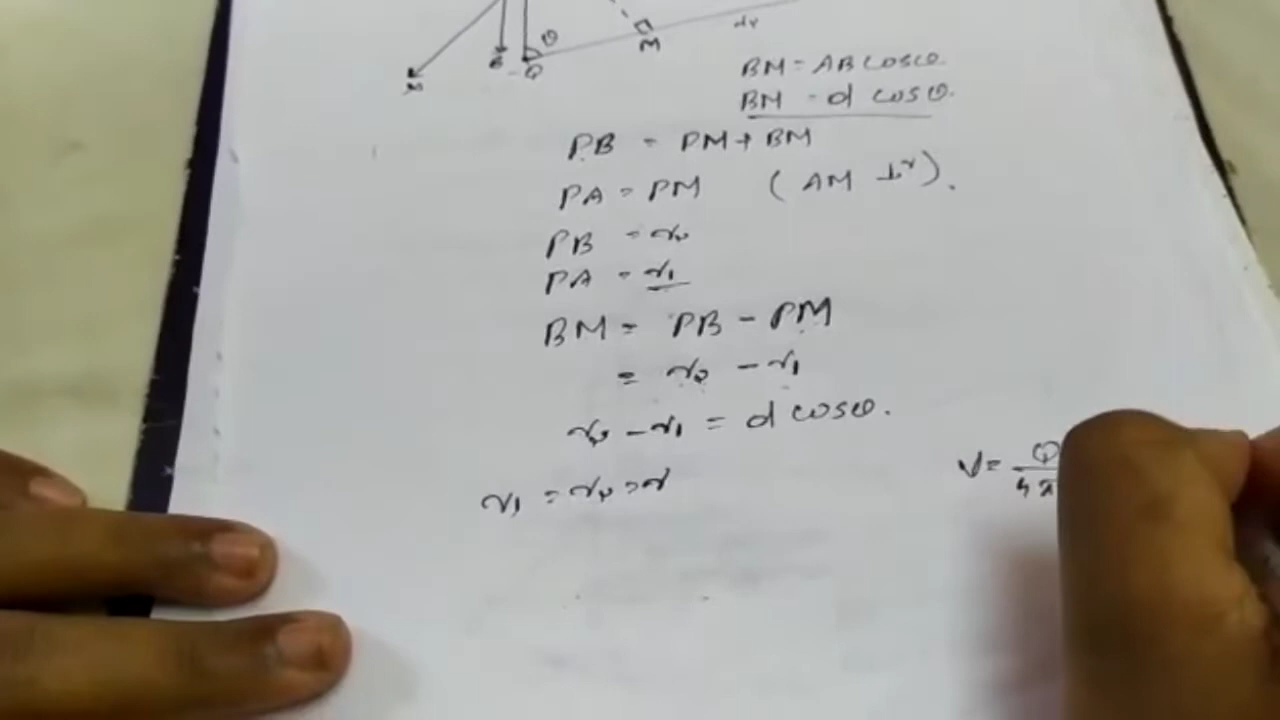 θ
M
-Q
BM = AB cosθ.
BM = d cosθ.
PB = PM + BM
PA = PM ( AM ⊥r ).
PB = r2
PA = r1
BM = PB - PM
= r2 - r1
r2 - r1 = d cosθ.
r1 = r2 = r
V = Q
4π